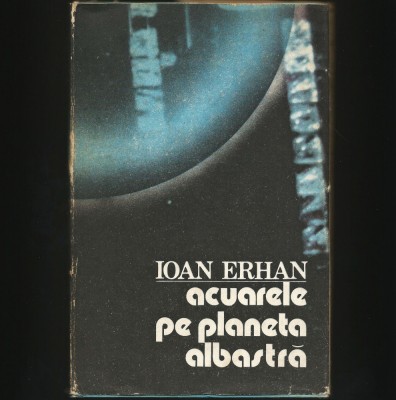 IOAN ERHAN
acuarele
pe planeta
albastră